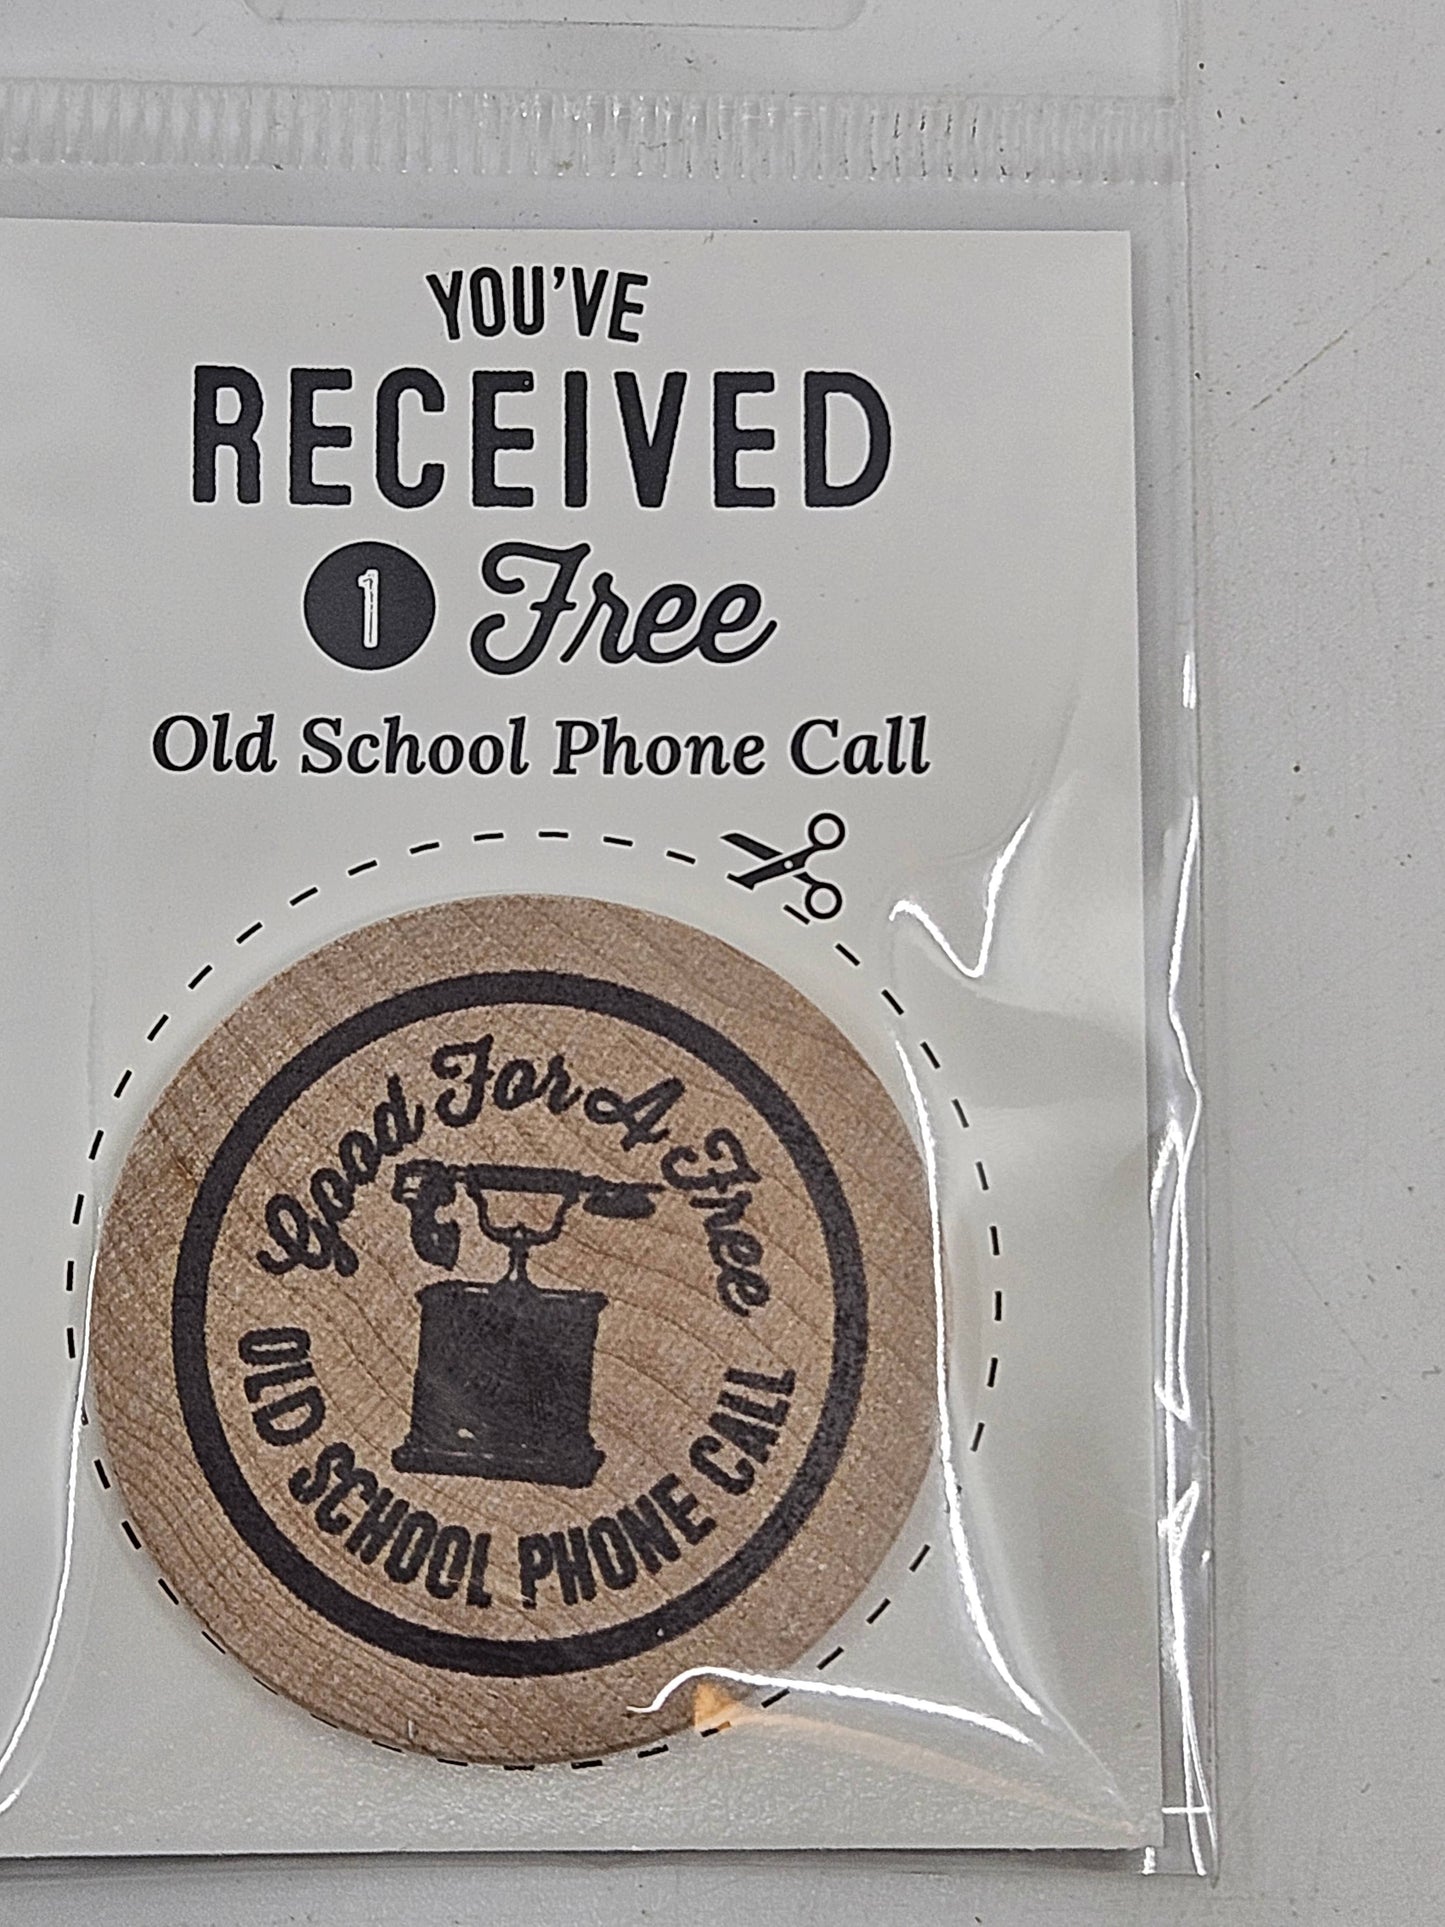 YOU'VE
RECEIVED
1 Free
Old School Phone Call
Good For A Free
OLD SCHOOL PHONE CALL